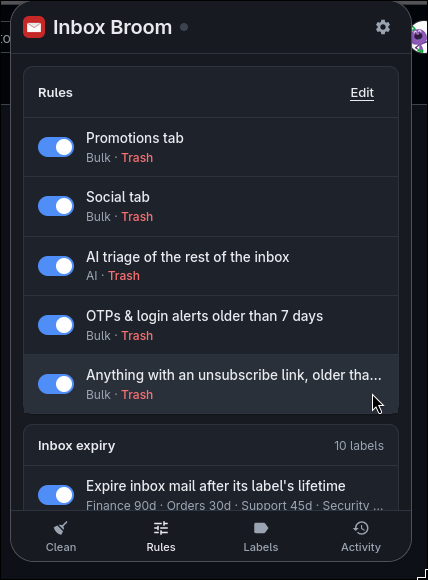 Inbox Broom
Rules
Edit
Promotions tab
Bulk · Trash
Social tab
Bulk · Trash
AI triage of the rest of the inbox
AI · Trash
OTPs & login alerts older than 7 days
Bulk · Trash
Anything with an unsubscribe link, older tha...
Bulk · Trash
Inbox expiry
10 labels
Expire inbox mail after its label's lifetime
Finance 90d · Orders 30d · Support 45d · Security ...
Clean
Rules
Labels
Activity